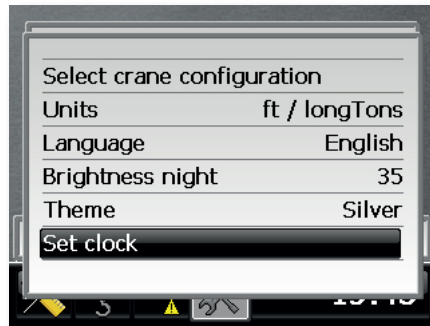 Select crane configuration
Units ft / longTons
Language English
Brightness night 35
Theme Silver
Set clock